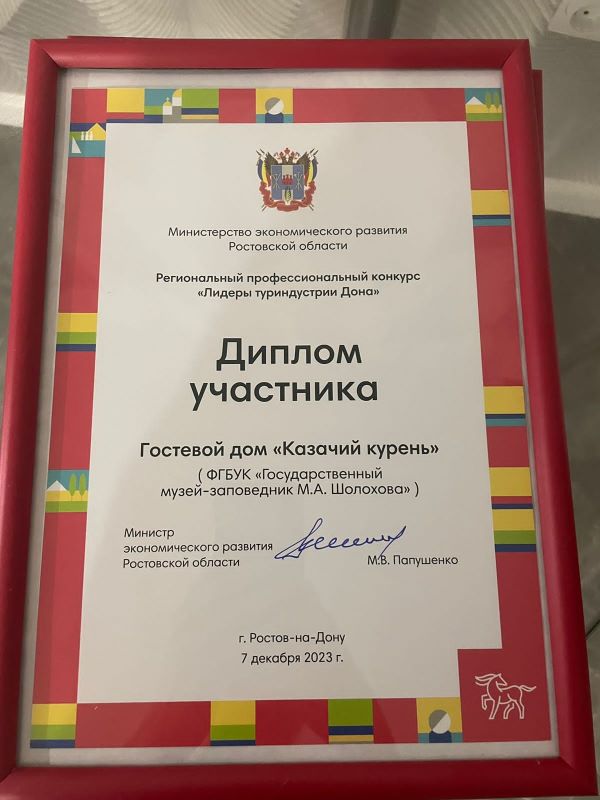 Министерство экономического развития
Ростовской области
Региональный профессиональный конкурс
«Лидеры туриндустрии Дона»
Диплом
участника
Гостевой дом «Казачий курень»
( ФГБУК «Государственный
музей-заповедник М.А. Шолохова» )
Министр
экономического развития
Ростовской области
М.В. Папушенко
г. Ростов-на-Дону
7 декабря 2023 г.